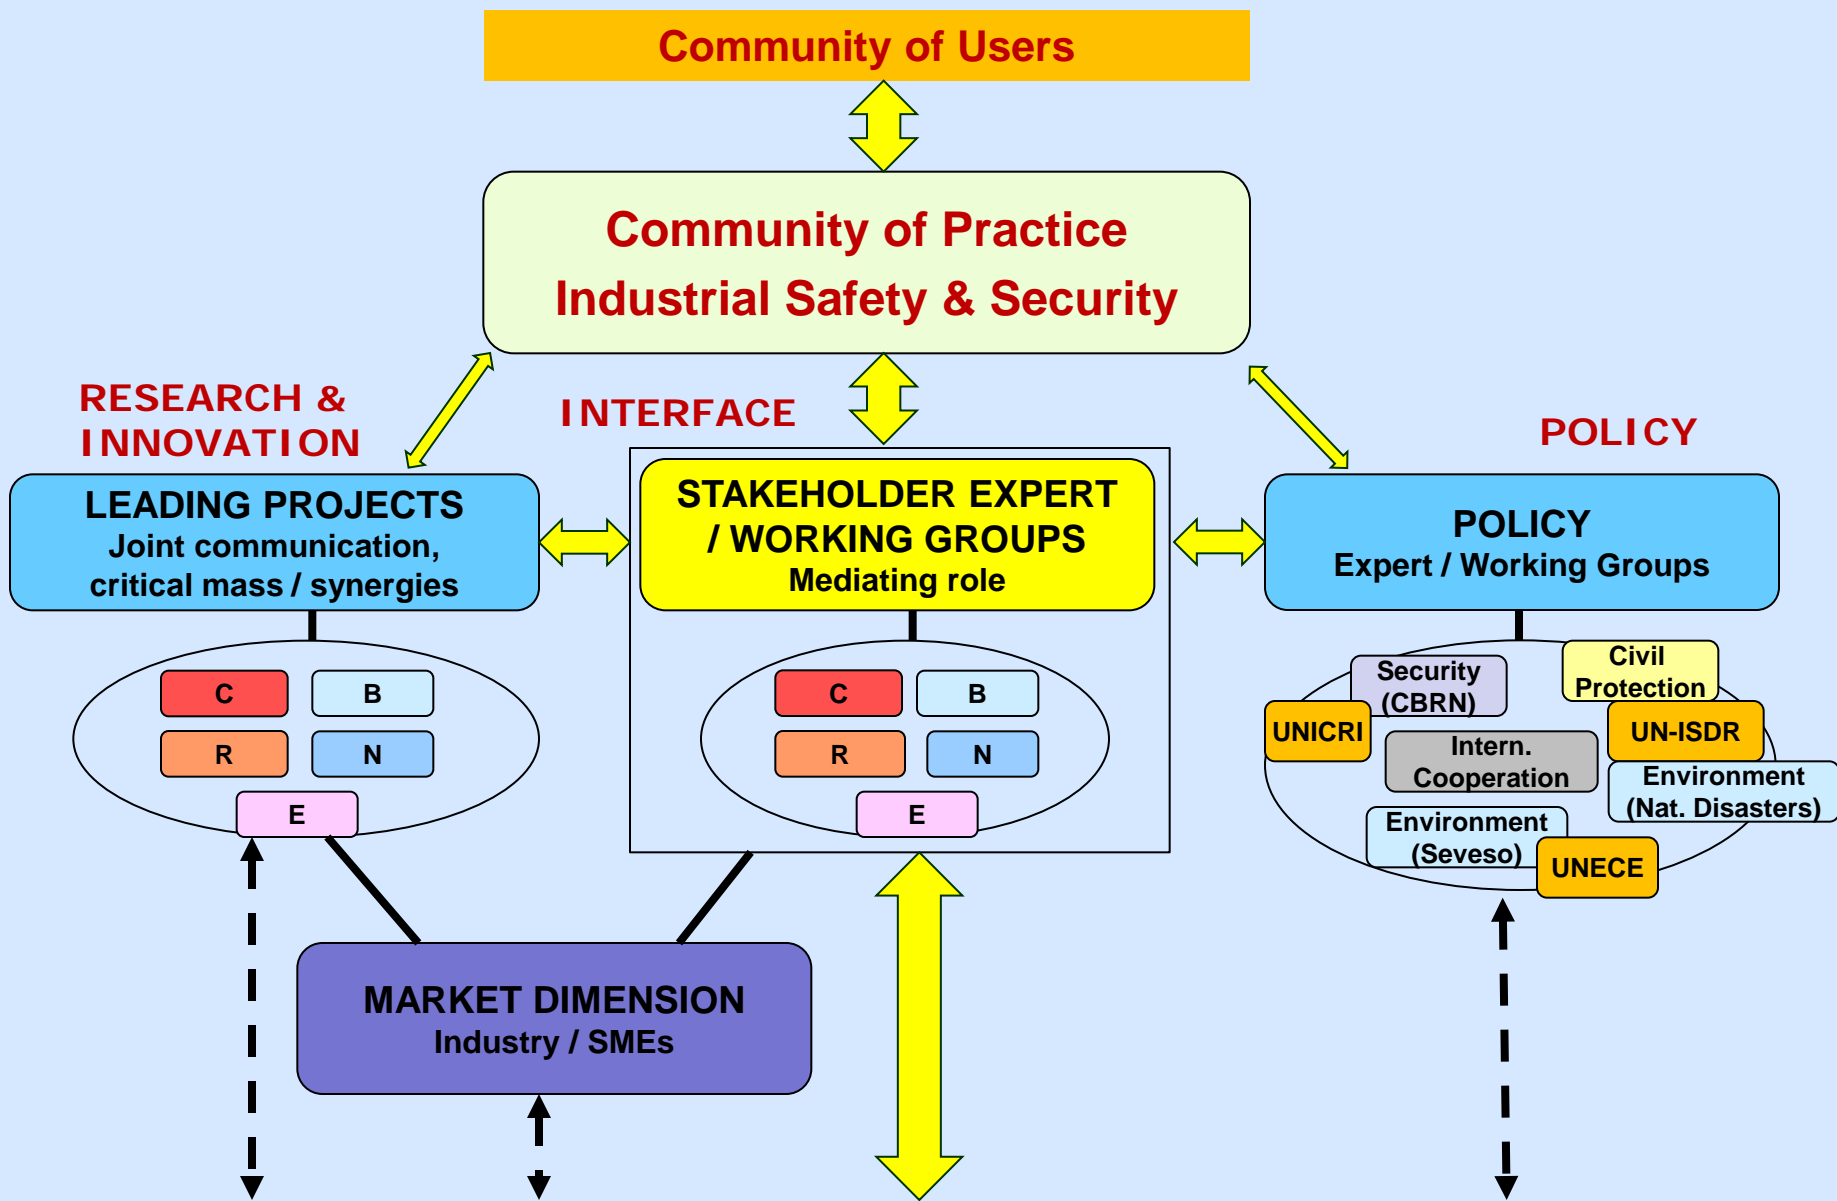 Community of Users
Community of Practice
Industrial Safety & Security
RESEARCH &
INNOVATION
INTERFACE
POLICY
LEADING PROJECTS
Joint communication,
critical mass / synergies
STAKEHOLDER EXPERT
/ WORKING GROUPS
Mediating role
POLICY
Expert / Working Groups
C
B
R
N
E
C
B
R
N
E
Security
(CBRN)
Civil
Protection
UNICRI
UN-ISDR
Intern.
Cooperation
Environment
(Nat. Disasters)
Environment
(Seveso)
UNECE
MARKET DIMENSION
Industry / SMEs